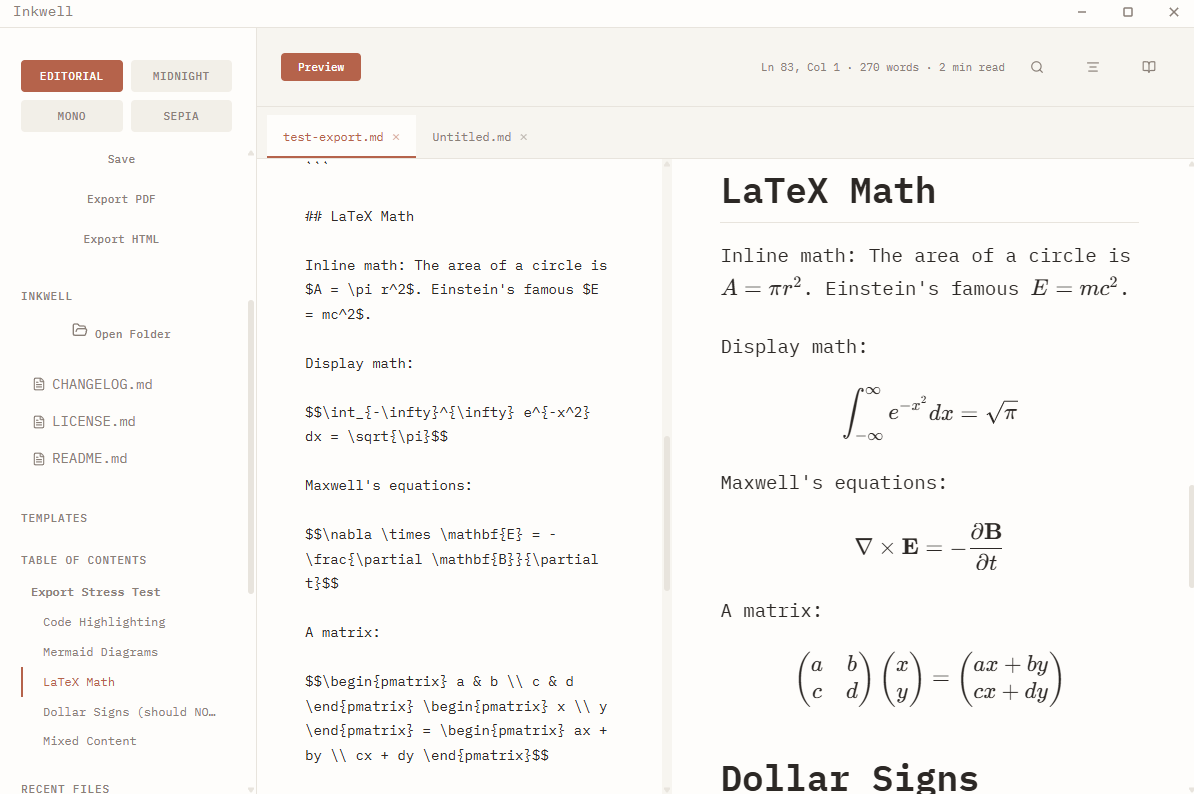 Inkwell
EDITORIAL
MIDNIGHT
MONO
SEPIA
Save
Export PDF
Export HTML
INKWELL
Open Folder
CHANGELOG.md
LICENSE.md
README.md
TEMPLATES
TABLE OF CONTENTS
Export Stress Test
Code Highlighting
Mermaid Diagrams
LaTeX Math
Dollar Signs (should NO…
Mixed Content
RECENT FILES
Preview
Ln 83, Col 1 · 270 words · 2 min read
test-export.md ×
Untitled.md ×
```
## LaTeX Math
Inline math: The area of a circle is
$A = \pi r^2$. Einstein's famous $E
= mc^2$.
Display math:
$$\int_{-\infty}^{\infty} e^{-x^2}
dx = \sqrt{\pi}$$
Maxwell's equations:
$$\nabla \times \mathbf{E} = -
\frac{\partial \mathbf{B}}{\partial
t}$$
A matrix:
$$\begin{pmatrix} a & b \\ c & d
\end{pmatrix} \begin{pmatrix} x \\ y
\end{pmatrix} = \begin{pmatrix} ax +
by \\ cx + dy \end{pmatrix}$$
LaTeX Math
Inline math: The area of a circle is
A = πr². Einstein's famous E = mc².
Display math:
∫_{−∞}^{∞} e^{−x²} dx = √π
Maxwell's equations:
∇ × E = −∂B/∂t
A matrix:
(a b; c d) (x; y) = (ax + by; cx + dy)
Dollar Signs